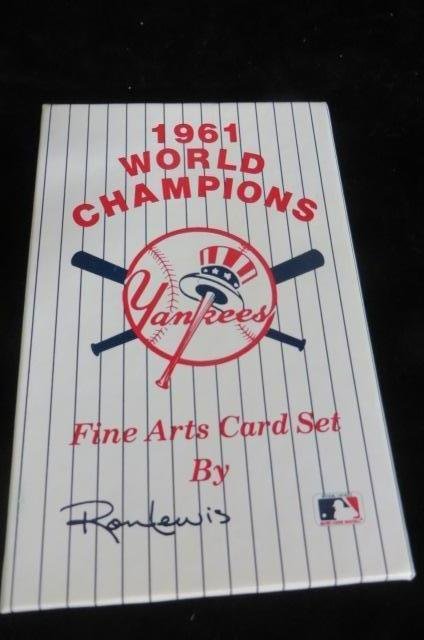 1961
WORLD
CHAMPIONS
Yankees
Fine Arts Card Set
By
Ron Lewis